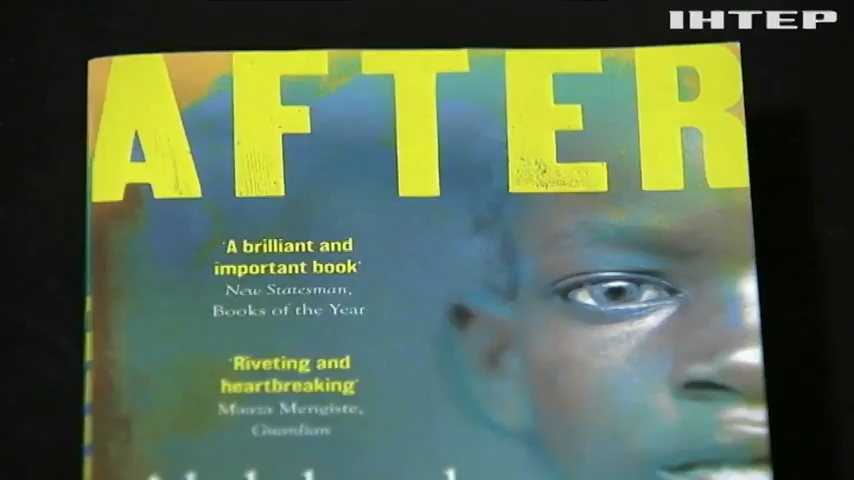 ІНТЕР
AFTER
'A brilliant and
important book'
New Statesman,
Books of the Year
'Riveting and
heartbreaking'
Maaza Mengiste,
Guardian